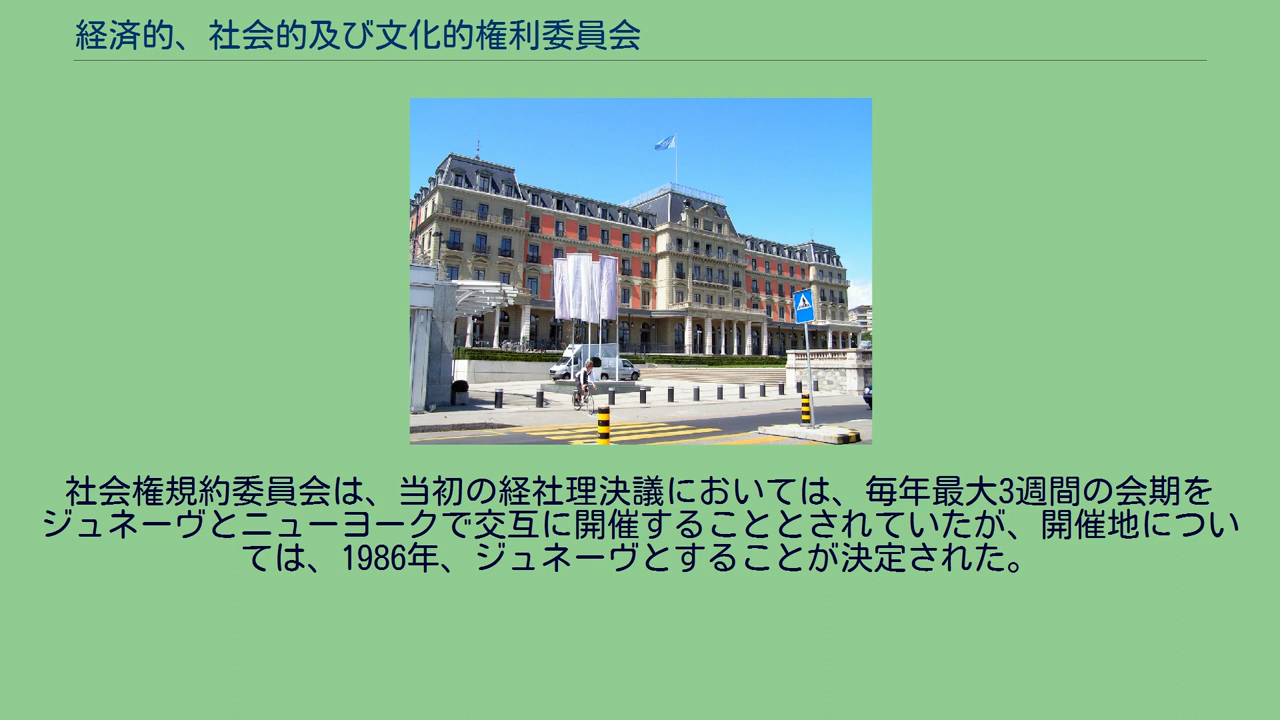 経済的、社会的及び文化的権利委員会
社会権規約委員会は、当初の経社理決議においては、毎年最大3週間の会期を
ジュネーヴとニューヨークで交互に開催することとされていたが、開催地につい
ては、1986年、ジュネーヴとすることが決定された。